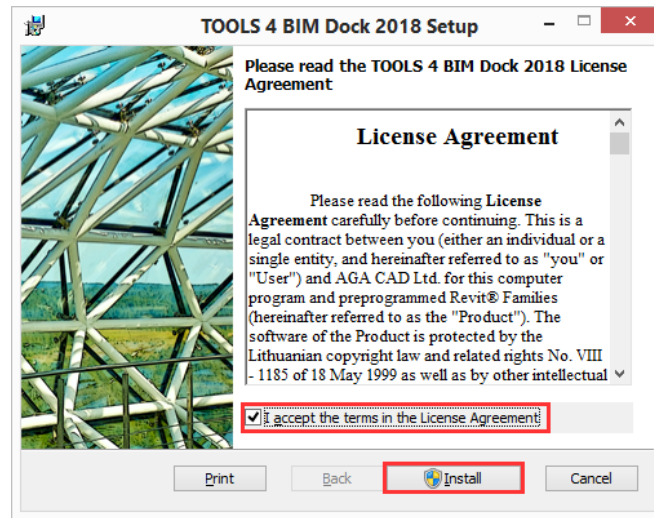 TOOLS 4 BIM Dock 2018 Setup
Please read the TOOLS 4 BIM Dock 2018 License
Agreement
License Agreement
Please read the following License
Agreement carefully before continuing. This is a
legal contract between you (either an individual or a
single entity, and hereinafter referred to as "you" or
"User") and AGA CAD Ltd. for this computer
program and preprogrammed Revit® Families
(hereinafter referred to as the "Product"). The
software of the Product is protected by the
Lithuanian copyright law and related rights No. VIII
- 1185 of 18 May 1999 as well as by other intellectual
I accept the terms in the License Agreement
Print Back Install Cancel